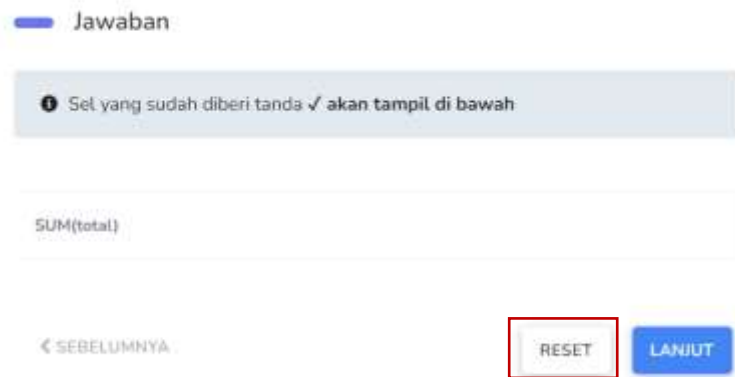 Jawaban
Sel yang sudah diberi tanda ✓ akan tampil di bawah
SUM(total)
SEBELUMNYA
RESET
LANJUT